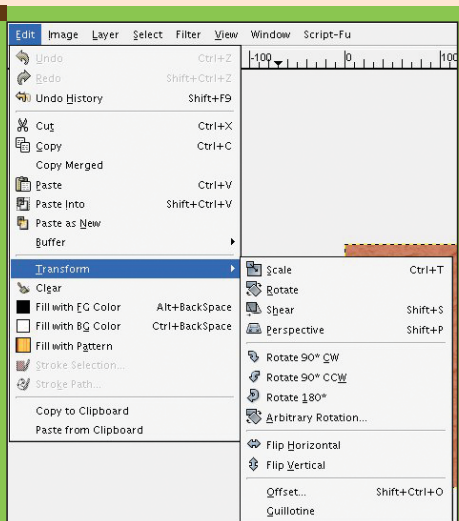 Edit Image Layer Select Filter View Window Script-Fu
-100 0 100
Undo Ctrl+Z
Redo Shift+Ctrl+Z
Undo History Shift+F9
Cut Ctrl+X
Copy Ctrl+C
Copy Merged
Paste Ctrl+V
Paste Into Shift+Ctrl+V
Paste as New
Buffer
Transform
Clear
Fill with FG Color Alt+BackSpace
Fill with BG Color Ctrl+BackSpace
Fill with Pattern
Stroke Selection...
Stroke Path...
Copy to Clipboard
Paste from Clipboard
Scale Ctrl+T
Rotate
Shear Shift+S
Perspective Shift+P
Rotate 90° CW
Rotate 90° CCW
Rotate 180°
Arbitrary Rotation...
Flip Horizontal
Flip Vertical
Offset... Shift+Ctrl+O
Guillotine